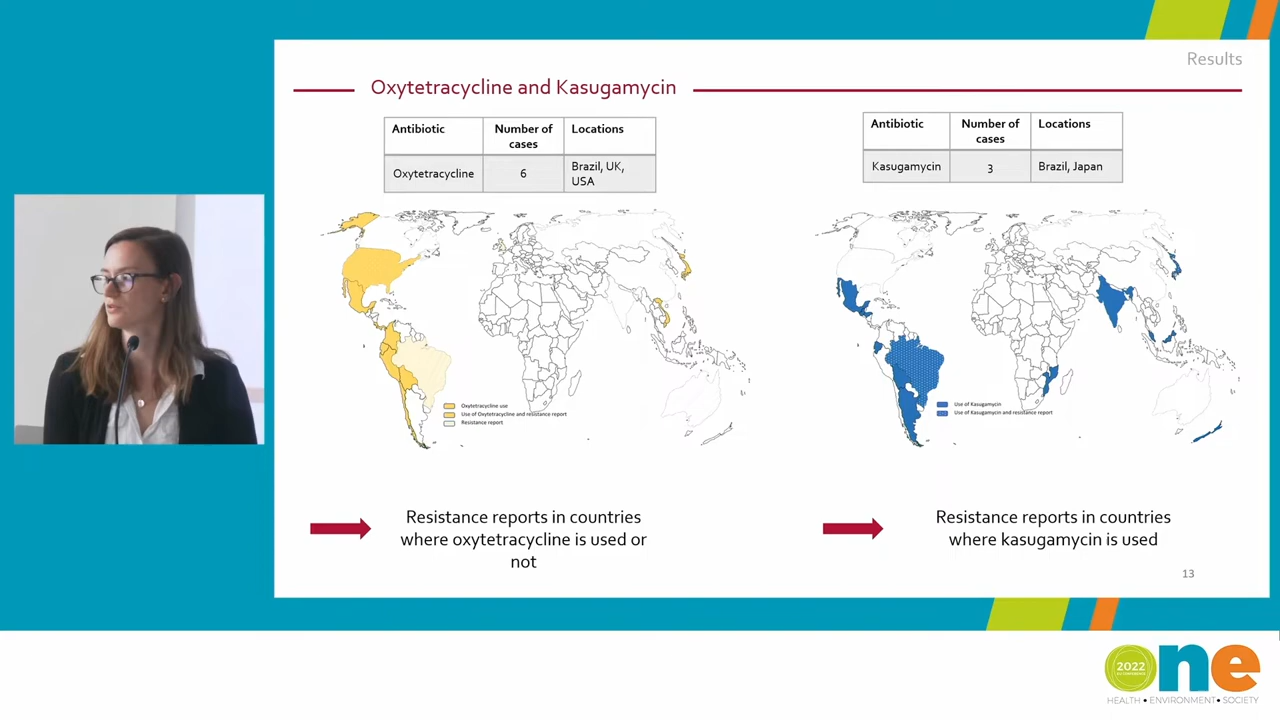 Results
Oxytetracycline and Kasugamycin
Antibiotic
Number of
cases
Locations
Oxytetracycline
6
Brazil, UK,
USA
Antibiotic
Number of
cases
Locations
Kasugamycin
3
Brazil, Japan
Oxytetracycline use
Use of Oxytetracycline and resistance report
Resistance report
Use of Kasugamycin
Use of Kasugamycin and resistance report
Resistance reports in countries
where oxytetracycline is used or
not
Resistance reports in countries
where kasugamycin is used
13
2022
one
HEALTH • ENVIRONMENT • SOCIETY